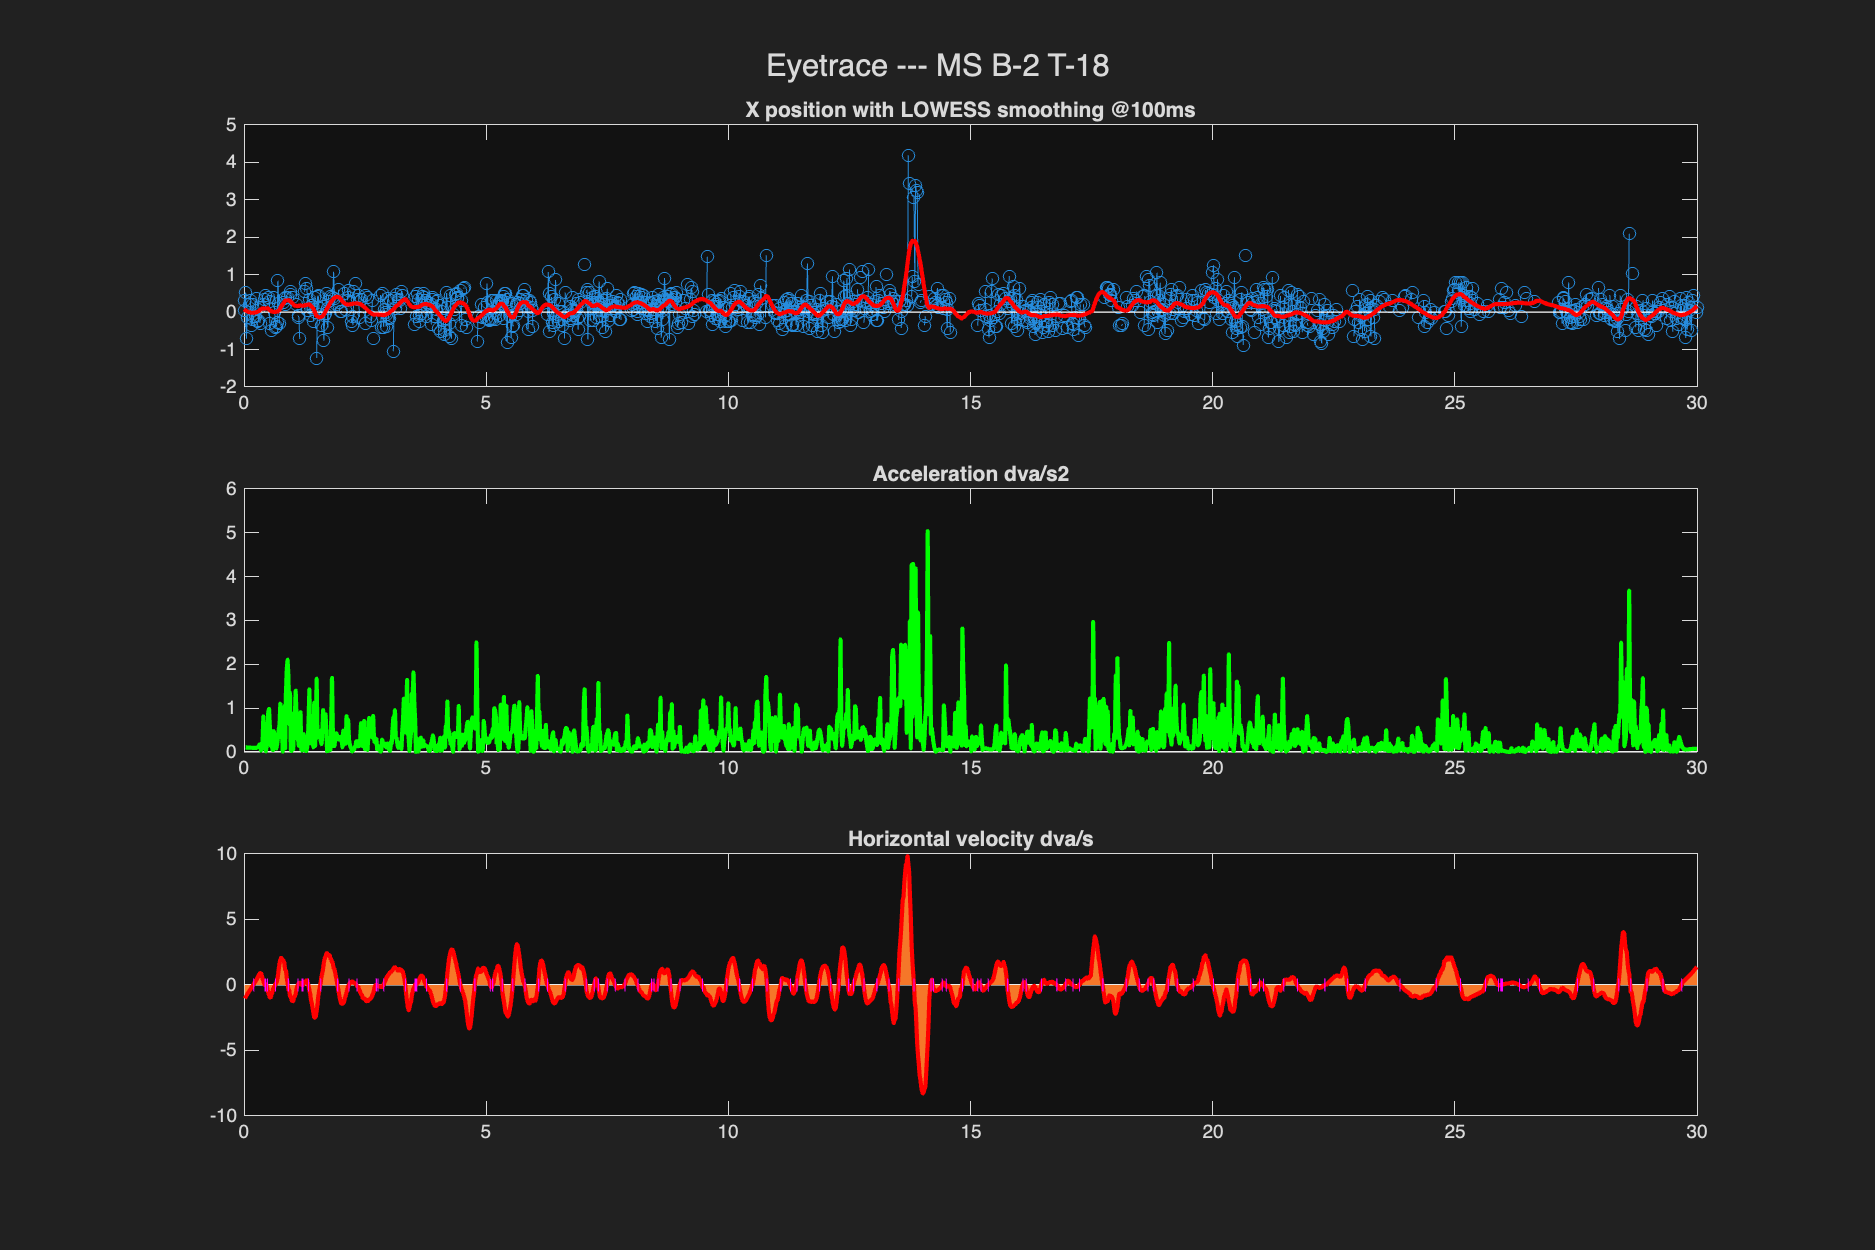 Eyetrace --- MS B-2 T-18
X position with LOWESS smoothing @100ms
5
4
3
2
1
0
-1
-2
0 5 10 15 20 25 30
Acceleration dva/s2
6
5
4
3
2
1
0
0 5 10 15 20 25 30
Horizontal velocity dva/s
10
5
0
-5
-10
0 5 10 15 20 25 30